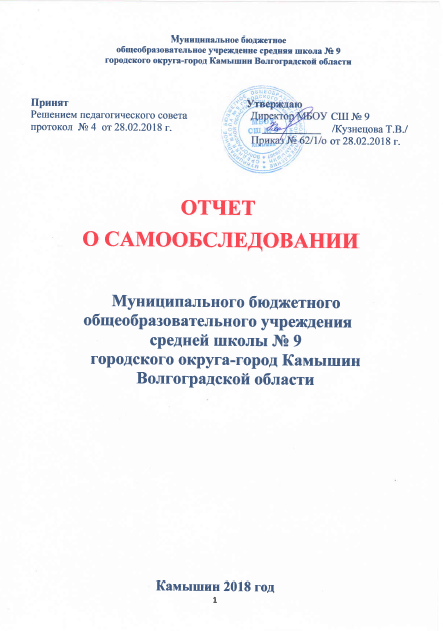 Муниципальное бюджетное
общеобразовательное учреждение средняя школа № 9
городского округа-город Камышин Волгоградской области
Принят
Решением педагогического совета
протокол № 4 от 28.02.2018 г.
Утверждаю
Директор МБОУ СШ № 9
/Кузнецова Т.В./
Приказ № 62/1/о от 28.02.2018 г.
ОТЧЕТ
О САМООБСЛЕДОВАНИИ
Муниципального бюджетного
общеобразовательного учреждения
средней школы № 9
городского округа-город Камышин
Волгоградской области
Камышин 2018 год
1